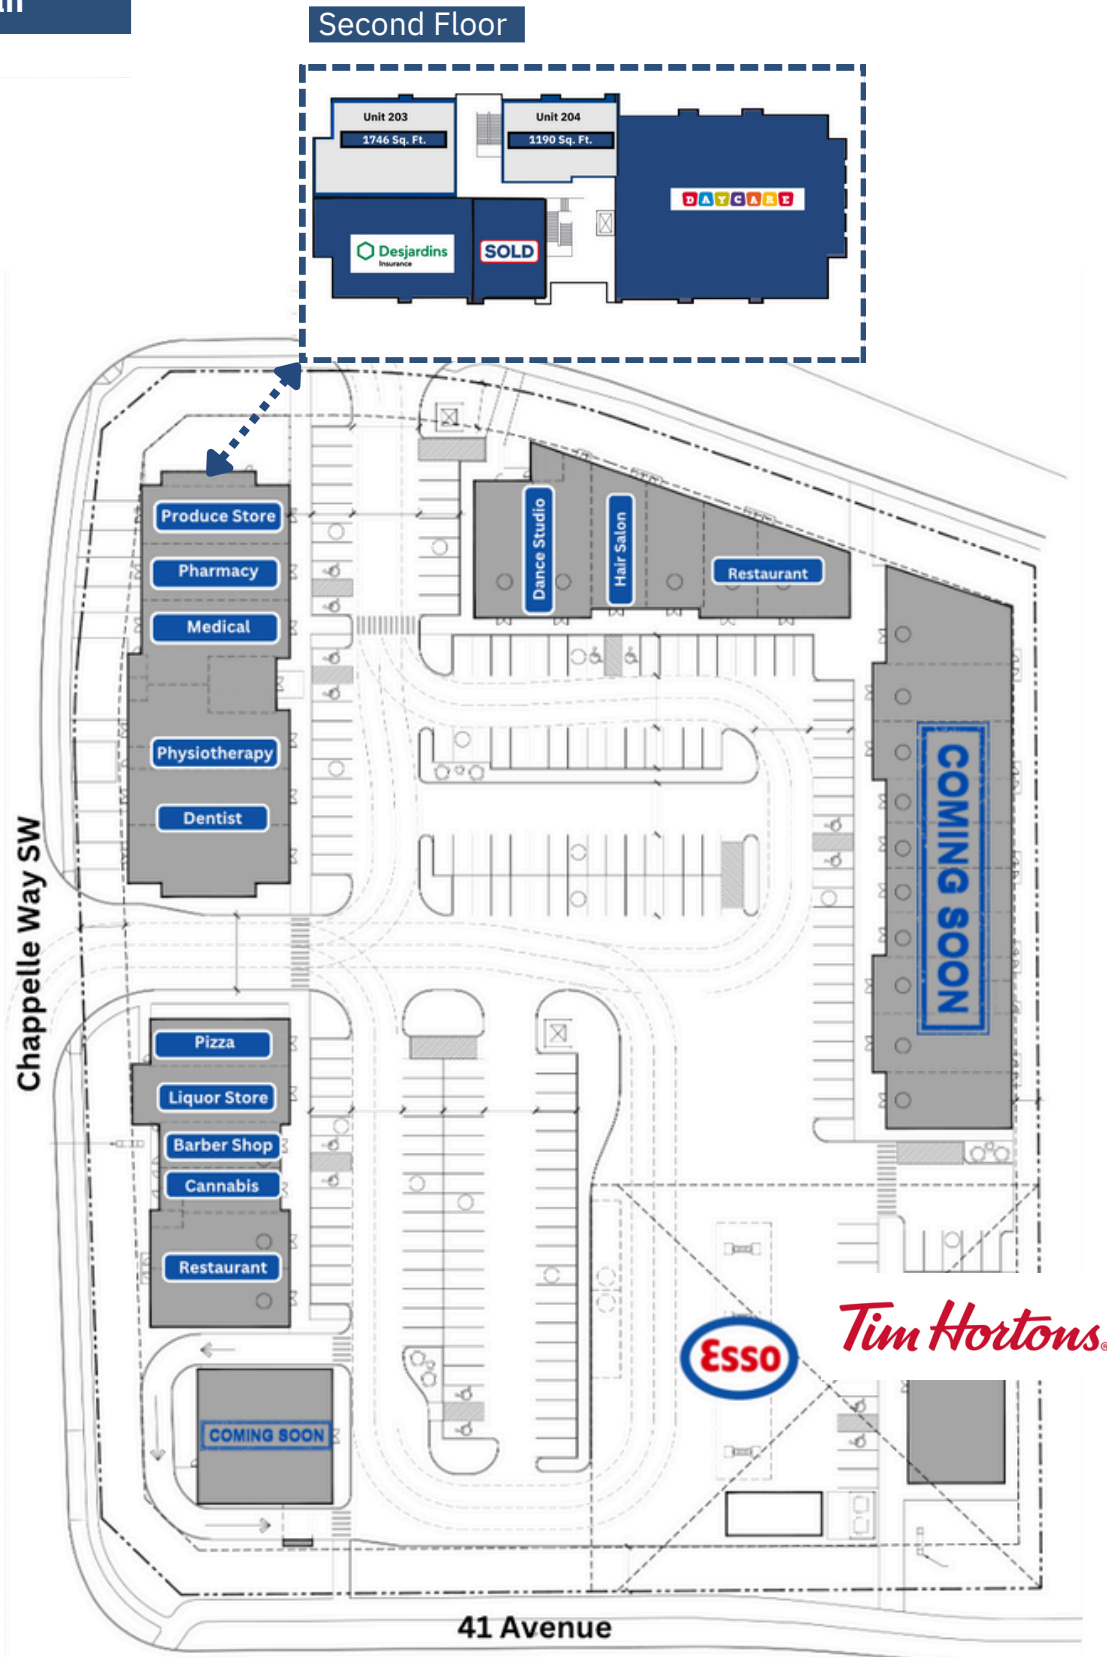 Second Floor
Unit 203
1746 Sq. Ft.
Unit 204
1190 Sq. Ft.
DAYCARE
Desjardins
Insurance
SOLD
Produce Store
Pharmacy
Medical
Physiotherapy
Dentist
Dance Studio
Hair Salon
Restaurant
COMING SOON
Chappelle Way SW
Pizza
Liquor Store
Barber Shop
Cannabis
Restaurant
COMING SOON
Esso
Tim Hortons®
41 Avenue